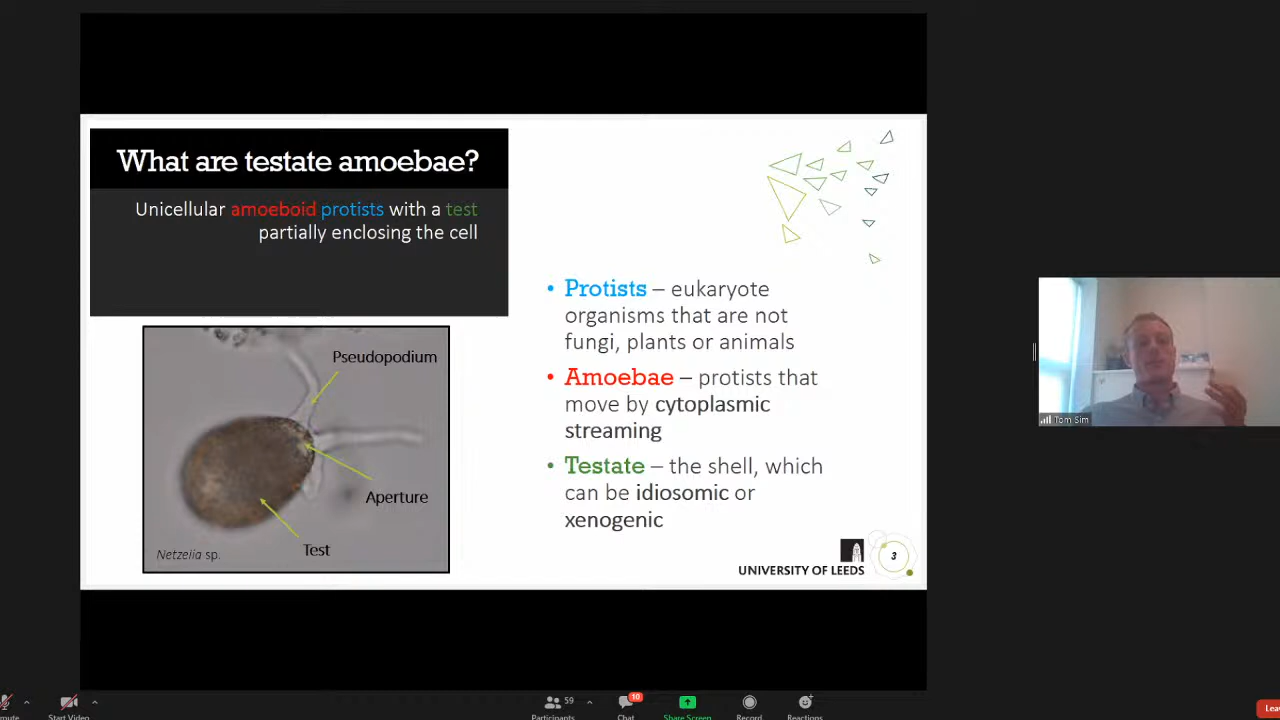 What are testate amoebae?
Unicellular amoeboid protists with a test
partially enclosing the cell
Pseudopodium
Aperture
Test
Netzelia sp.
• Protists – eukaryote
organisms that are not
fungi, plants or animals
• Amoebae – protists that
move by cytoplasmic
streaming
• Testate – the shell, which
can be idiosomic or
xenogenic
UNIVERSITY OF LEEDS
3
Tom Sim
Start Video
59
Participants
10
Chat
Share Screen
Record
Reactions